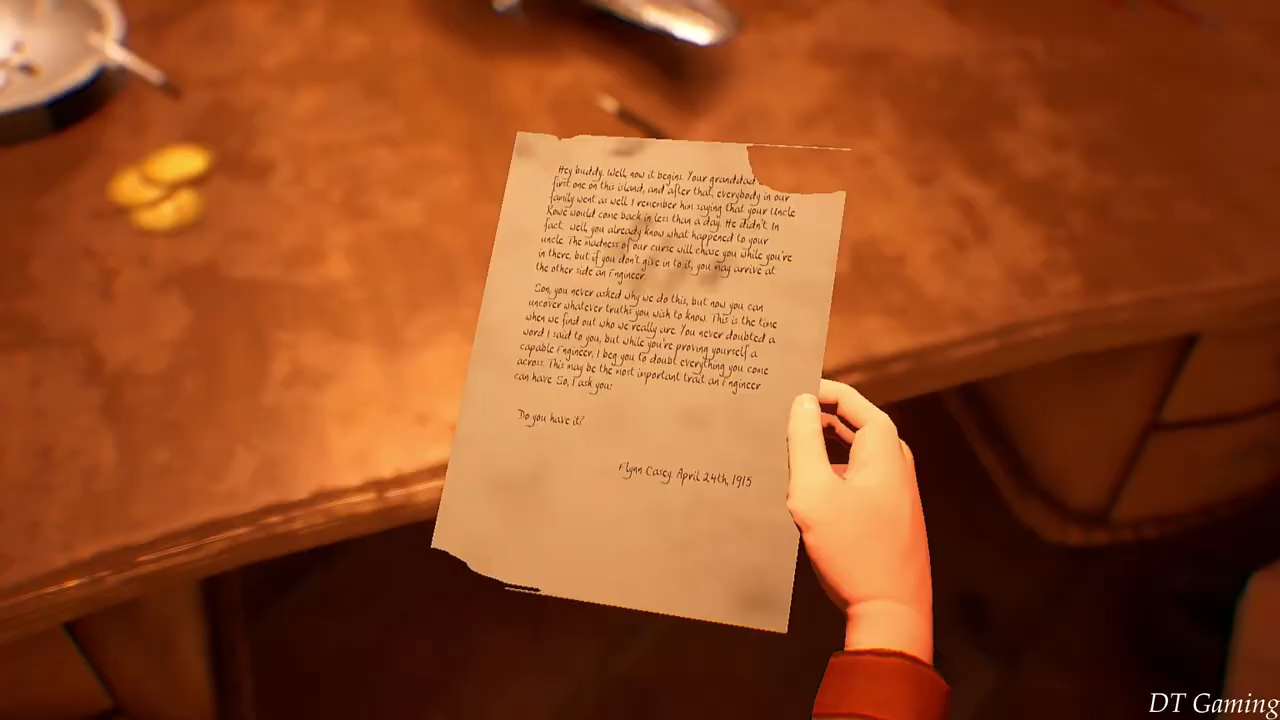 Hey buddy. Well, now it begins. Your granddad
first one on this island, and after that, everybody in our
family went as well. I remember him saying that your Uncle
Rowe would come back in less than a day. He didn't. In
fact, well, you already know what happened to your
uncle. The madness of our curse will chase you while you're
in there, but if you don't give in to it, you may arrive at
the other side an Engineer.
Son, you never asked why we do this, but now you can
uncover whatever truths you wish to know. This is the time
when we find out who we really are. You never doubted a
word I said to you, but while you're proving yourself a
capable Engineer, I beg you to doubt everything you come
across. This may be the most important trait an Engineer
can have. So, I ask you:
Do you have it?
Flynn Casey. April 24th, 1915
DT Gaming